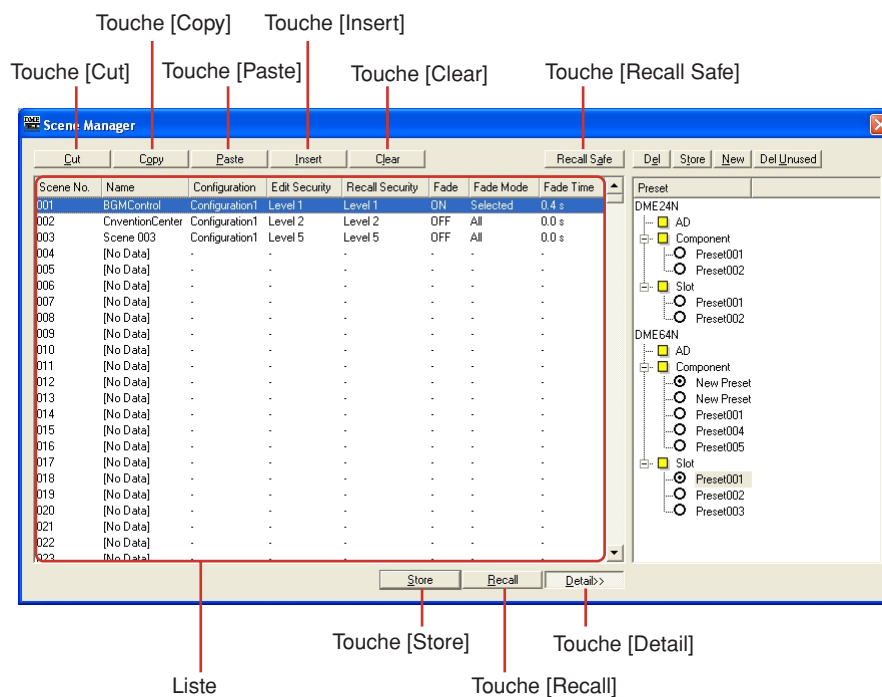 Touche [Copy] Touche [Insert]
Touche [Cut] Touche [Paste] Touche [Clear] Touche [Recall Safe]
DME Scene Manager
Cut Copy Paste Insert Clear Recall Safe Del Store New Del Unused
Scene No. Name Configuration Edit Security Recall Security Fade Fade Mode Fade Time Preset
001 BGMControl Configuration1 Level 1 Level 1 ON Selected 0.4 s DME24N
002 CnventionCenter Configuration1 Level 2 Level 2 OFF All 0.0 s AD
003 Scene 003 Configuration1 Level 5 Level 5 OFF All 0.0 s Component
004 [No Data] - - - - - - Preset001
005 [No Data] - - - - - - Preset002
006 [No Data] - - - - - - Slot
007 [No Data] - - - - - - Preset001
008 [No Data] - - - - - - Preset002
009 [No Data] - - - - - - DME64N
010 [No Data] - - - - - - AD
011 [No Data] - - - - - - Component
012 [No Data] - - - - - - New Preset
013 [No Data] - - - - - - New Preset
014 [No Data] - - - - - - Preset001
015 [No Data] - - - - - - Preset004
016 [No Data] - - - - - - Preset005
017 [No Data] - - - - - - Slot
018 [No Data] - - - - - - Preset001
019 [No Data] - - - - - - Preset002
020 [No Data] - - - - - - Preset003
021 [No Data] - - - - - -
022 [No Data] - - - - - -
023 [No Data]
Store Recall Detail>>
Touche [Store] Touche [Detail]
Liste Touche [Recall]